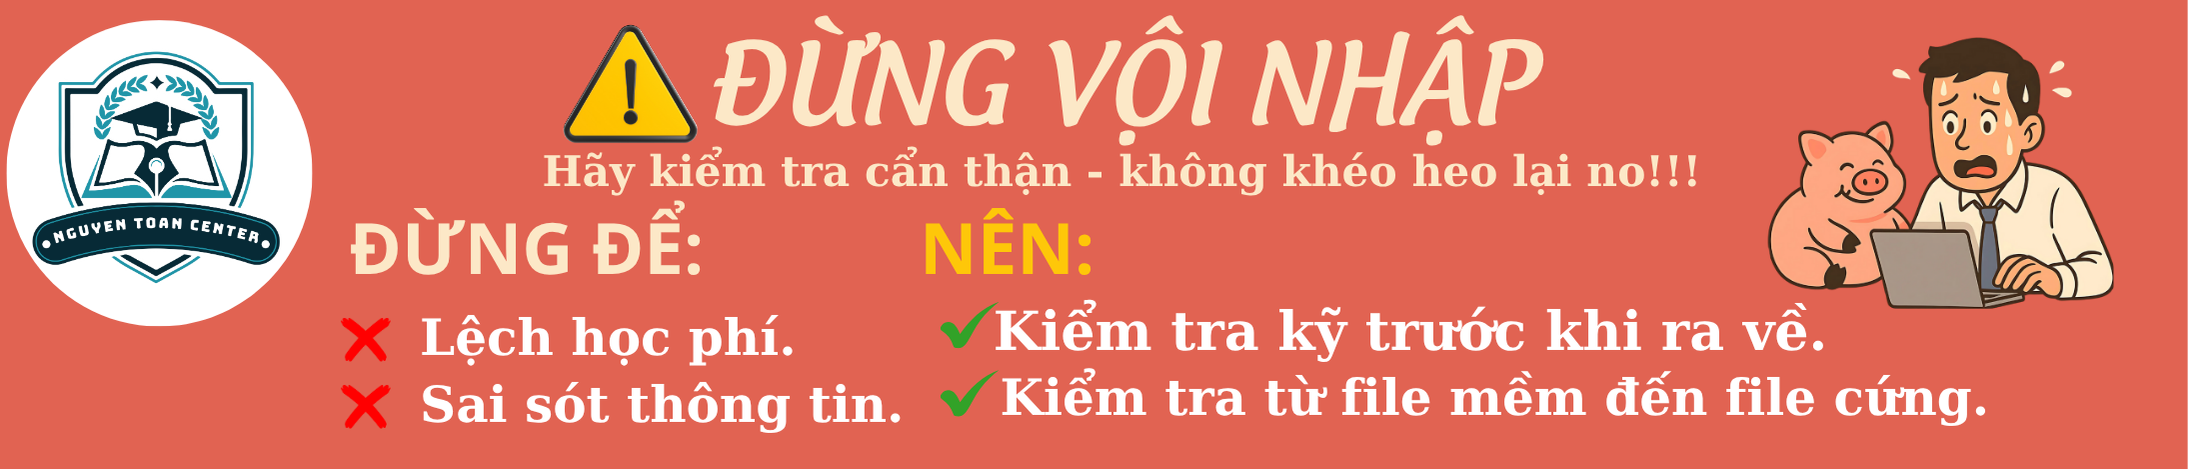 ĐỪNG VỘI NHẬP
Hãy kiểm tra cẩn thận - không khéo heo lại no!!!
NGUYEN TOAN CENTER
ĐỪNG ĐỂ:
Lệch học phí.
Sai sót thông tin.
NÊN:
Kiểm tra kỹ trước khi ra về.
Kiểm tra từ file mềm đến file cứng.